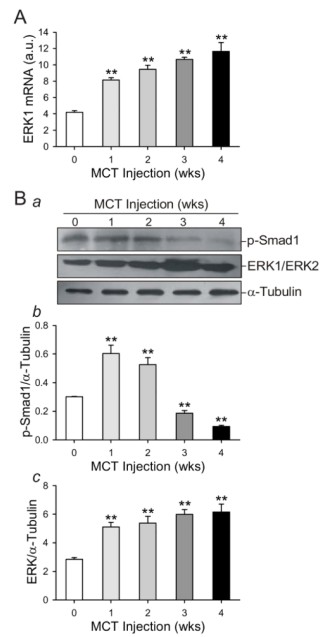 A
ERK1 mRNA (a.u.)
14
12
10
8
6
4
2
0
**
**
**
**
0 1 2 3 4
MCT Injection (wks)
B a
MCT Injection (wks)
0 1 2 3 4
p-Smad1
ERK1/ERK2
α-Tubulin
b
p-Smad1/α-Tubulin
0.8
0.6
0.4
0.2
0.0
**
**
**
**
0 1 2 3 4
MCT Injection (wks)
c
ERK/α-Tubulin
8
6
4
2
0
**
**
**
**
0 1 2 3 4
MCT Injection (wks)